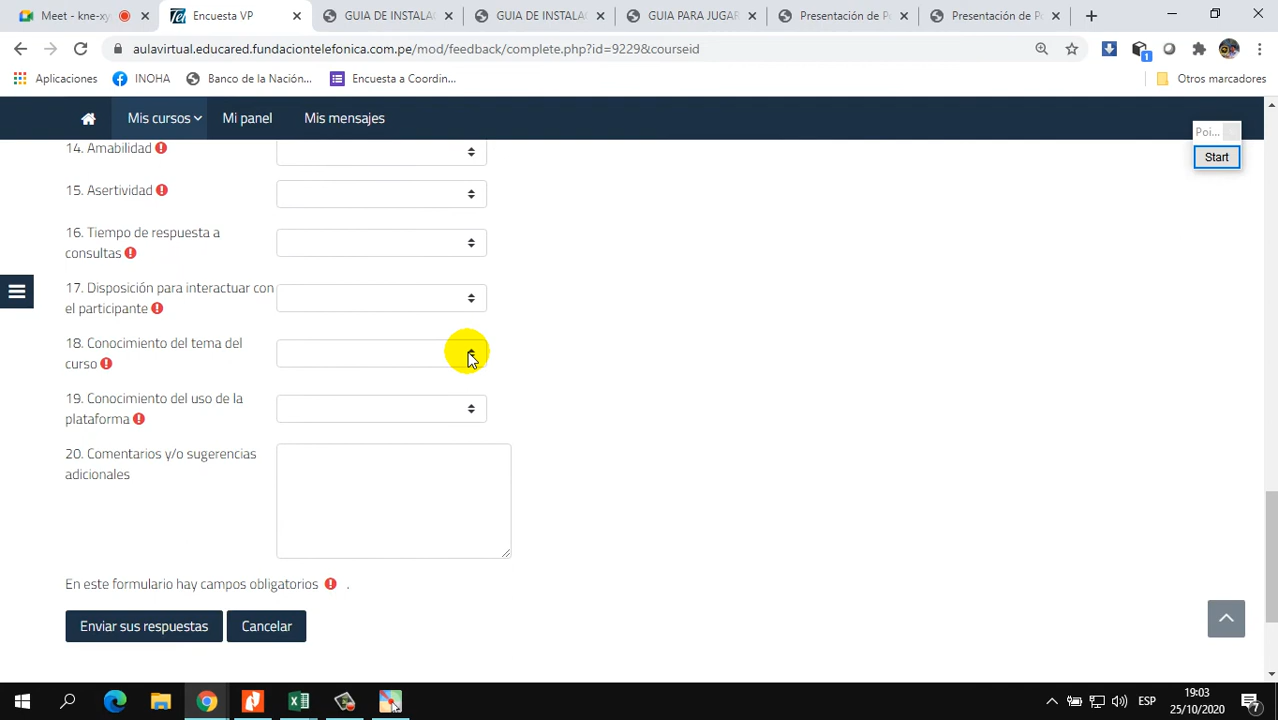 Meet - kne-xy
Encuesta VP
GUIA DE INSTALA
GUIA DE INSTALA
GUIA PARA JUGAR
Presentación de P
Presentación de P
aulavirtual.educared.fundaciontelefonica.com.pe/mod/feedback/complete.php?id=9229&courseid
1
Aplicaciones
INOHA
Banco de la Nación...
Encuesta a Coordin...
Otros marcadores
Mis cursos
Mi panel
Mis mensajes
Poi...
Start
14. Amabilidad
15. Asertividad
16. Tiempo de respuesta a
consultas
17. Disposición para interactuar con
el participante
18. Conocimiento del tema del
curso
19. Conocimiento del uso de la
plataforma
20. Comentarios y/o sugerencias
adicionales
En este formulario hay campos obligatorios .
Enviar sus respuestas
Cancelar
ESP
19:03
25/10/2020
7